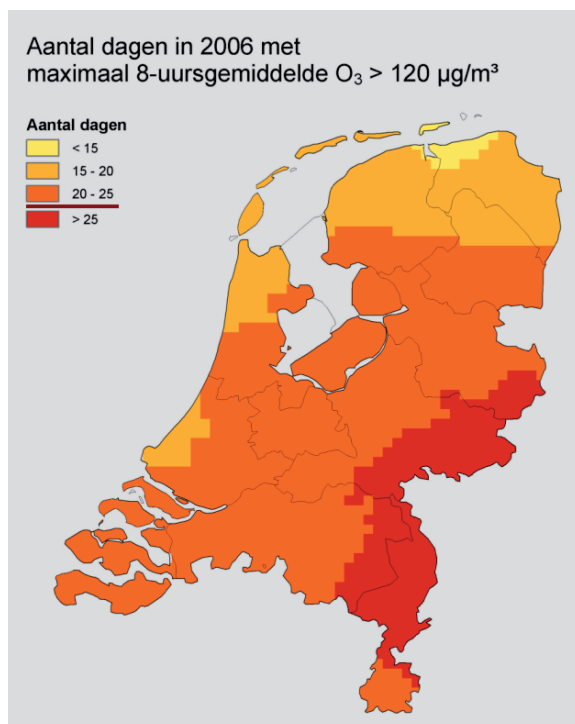 Aantal dagen in 2006 met
maximaal 8-uursgemiddelde O₃ > 120 µg/m³
Aantal dagen
< 15
15 - 20
20 - 25
> 25